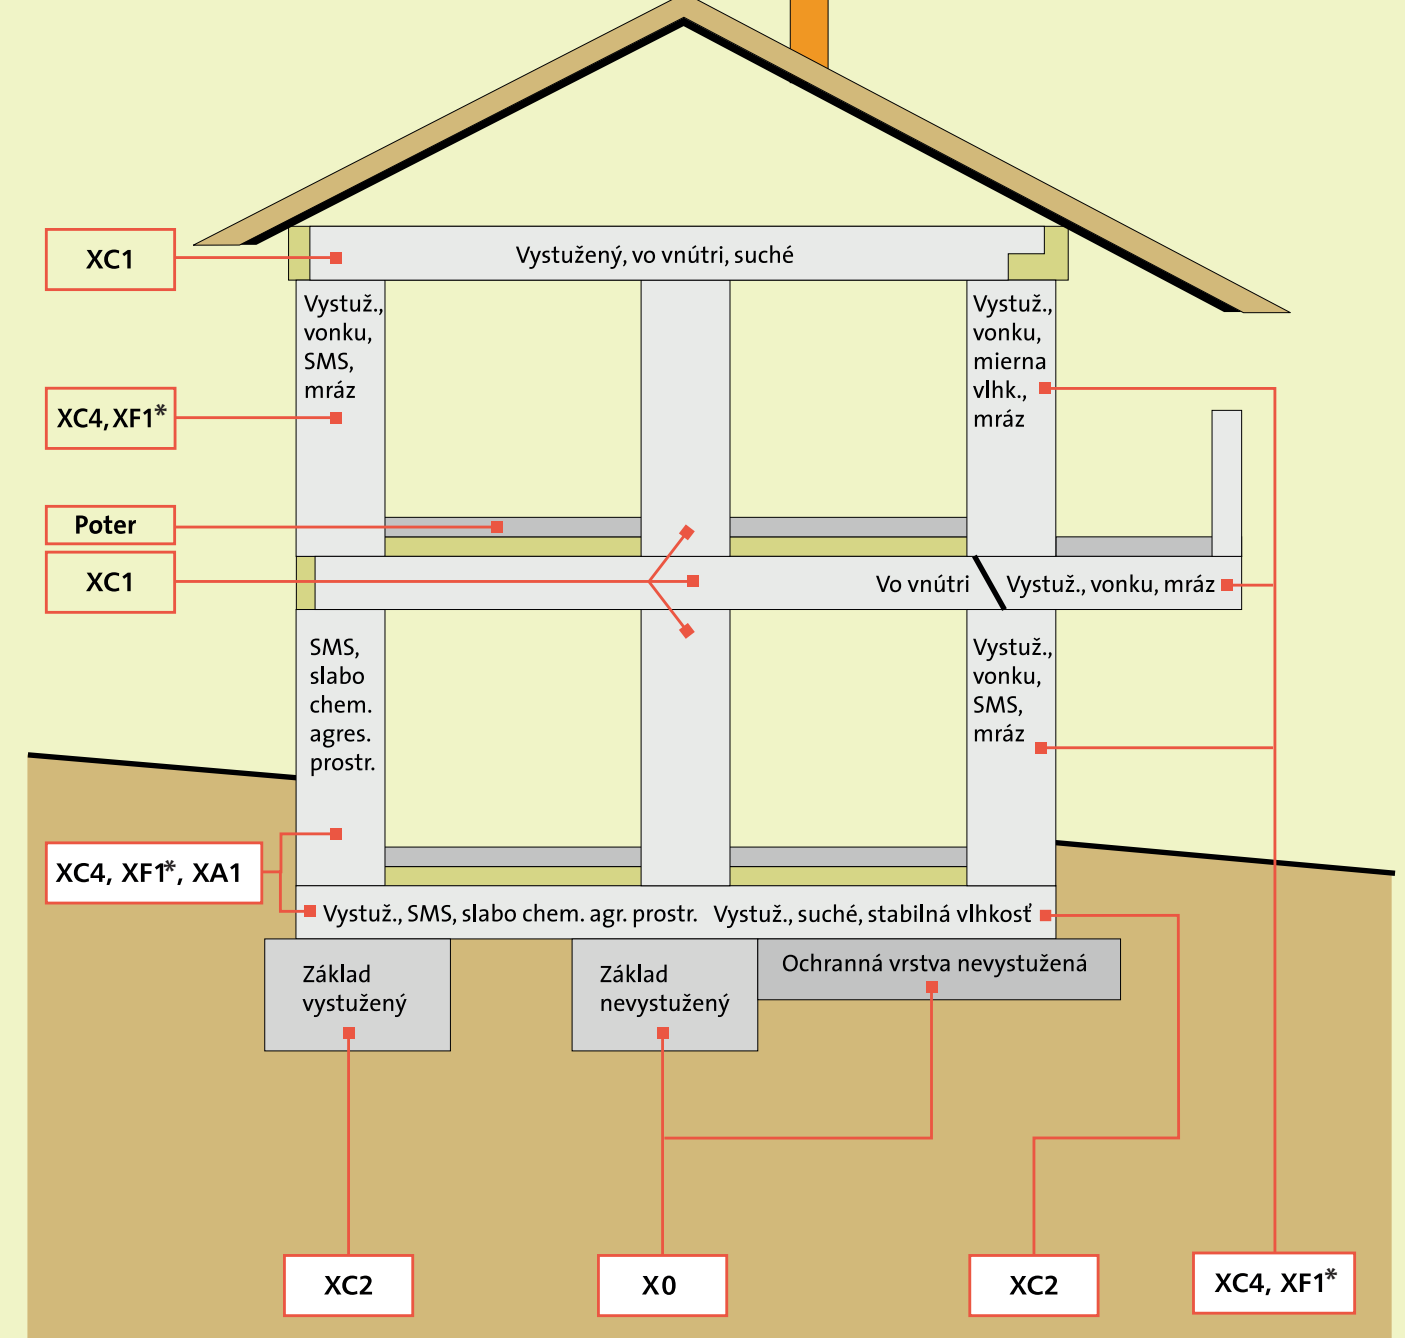 XC1
Vystužený, vo vnútri, suché
Vystuž.,
vonku,
SMS,
mráz
Vystuž.,
vonku,
mierna
vlhk.,
mráz
XC4, XF1*
Poter
XC1
Vo vnútri
Vystuž., vonku, mráz
SMS,
slabo
chem.
agres.
prostr.
Vystuž.,
vonku,
SMS,
mráz
XC4, XF1*, XA1
Vystuž., SMS, slabo chem. agr. prostr.
Vystuž., suché, stabilná vlhkosť
Základ
vystužený
Základ
nevystužený
Ochranná vrstva nevystužená
XC2
X0
XC2
XC4, XF1*